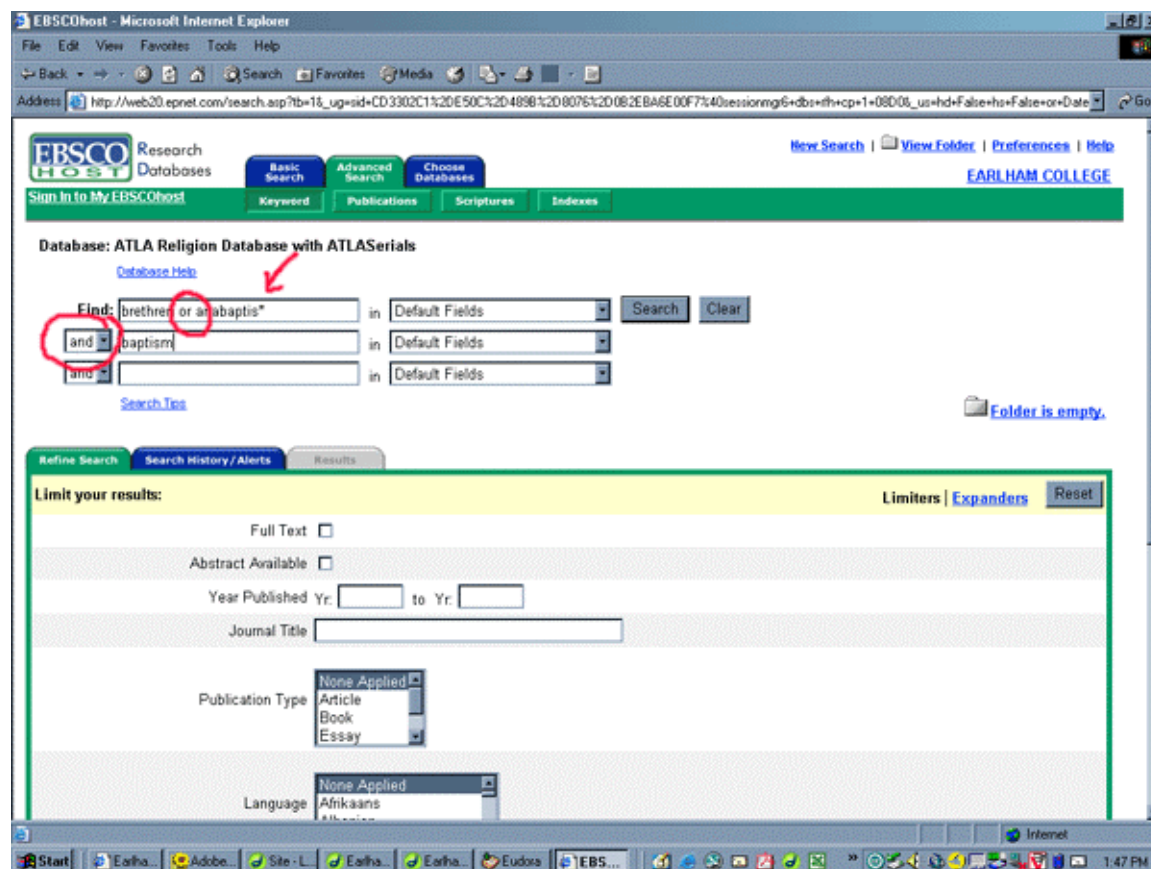 EBSCOhost - Microsoft Internet Explorer
File Edit View Favorites Tools Help
Back Search Favorites Media
Address http://web20.epnet.com/search.asp?tb=1&_ug=sid+CD3302C1%2DE50C%2D489B%2D8076%2D0B2EBA6E00F7%40sessionmgr6+dbs+rlh+cp+1+08D0&_us=hd+False+hs+False+or+Date Go
EBSCO HOST Research Databases
Basic Search Advanced Search Choose Databases
New Search | View Folder | Preferences | Help
EARLHAM COLLEGE
Sign In to My EBSCOhost Keyword Publications Scriptures Indexes
Database: ATLA Religion Database with ATLASerials
Database Help
Find: brethren or anabaptis* in Default Fields Search Clear
and baptism in Default Fields
and in Default Fields
Search Tips
Folder is empty.
Refine Search Search History/Alerts Results
Limit your results: Limiters | Expanders Reset
Full Text
Abstract Available
Year Published Yr: to Yr:
Journal Title
Publication Type None Applied
Article
Book
Essay
Language None Applied
Afrikaans
Albanian
Internet
Start Earlha... Adobe... Site - L... Earlha... Earlha... Eudora EBS... 1:47 PM